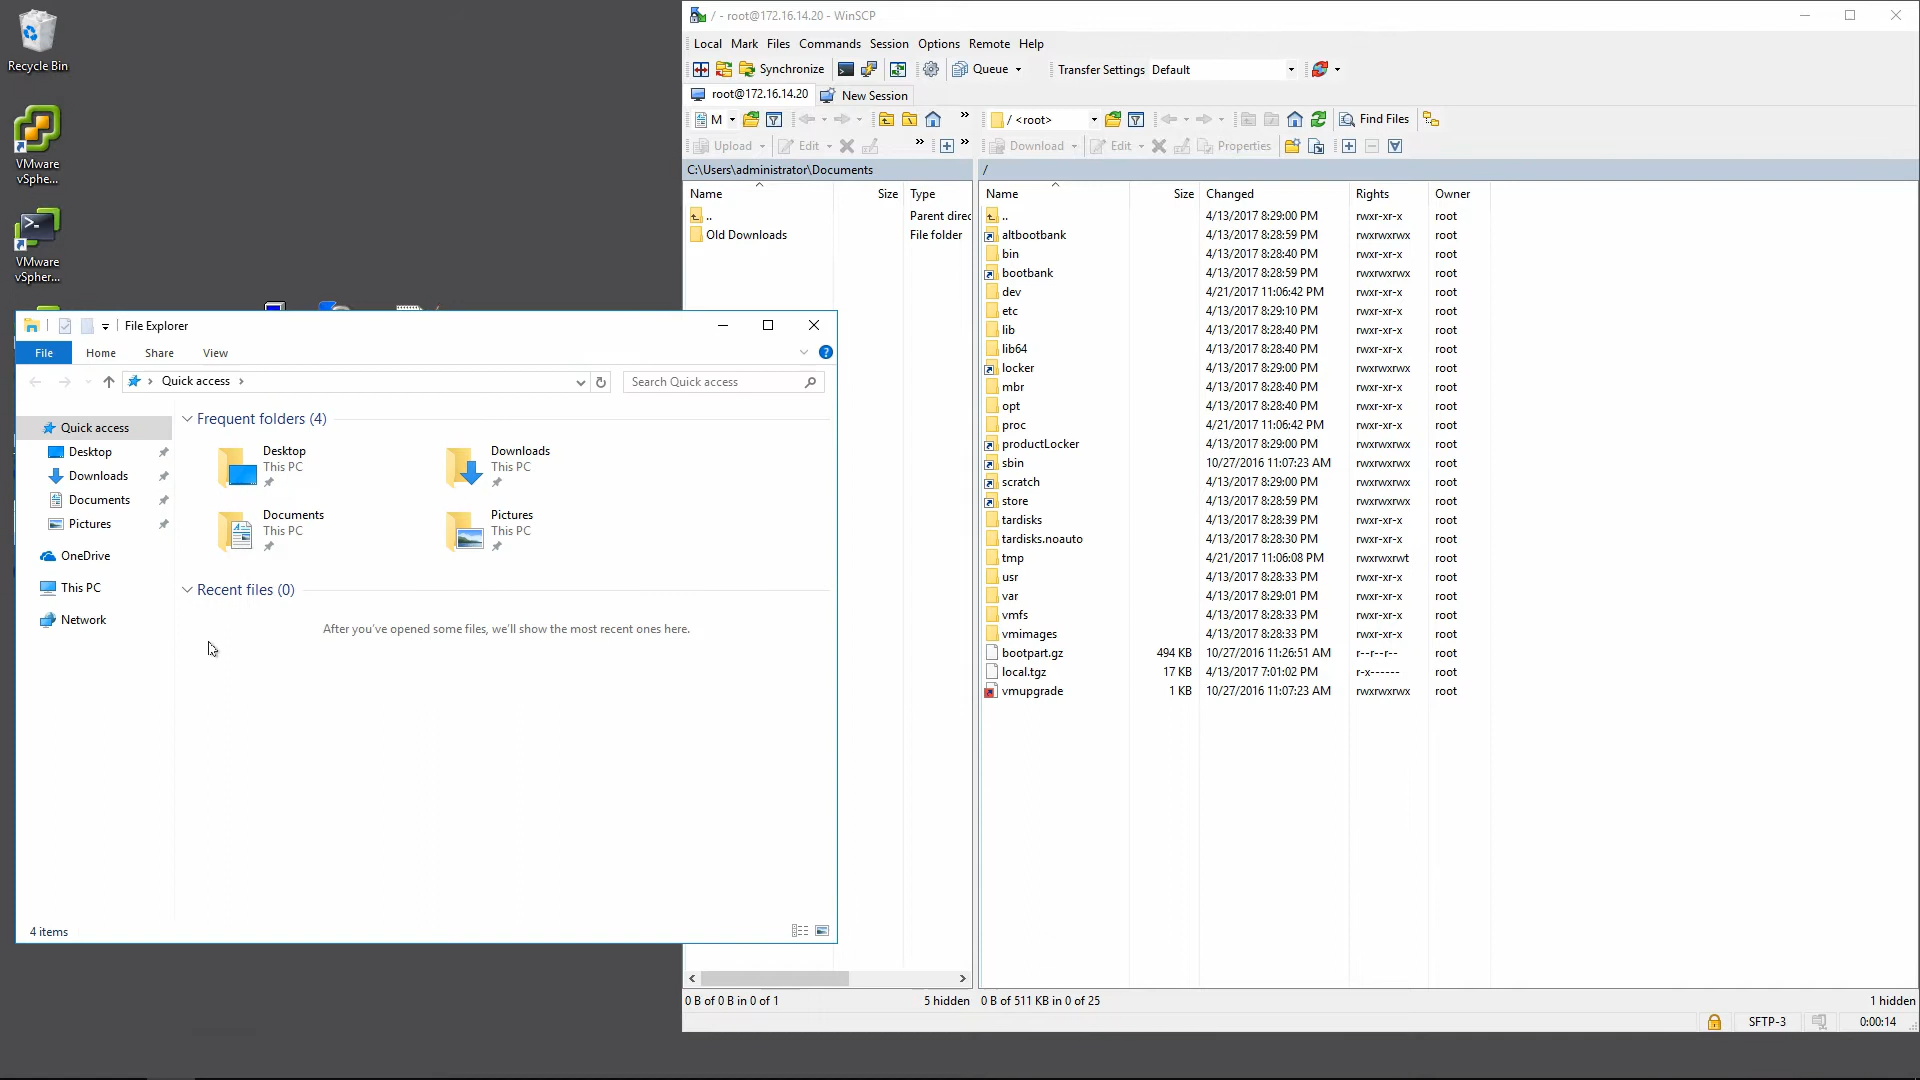 Recycle Bin
VMware
vSphe...
VMware
vSpher...
/ - root@172.16.14.20 - WinSCP
Local Mark Files Commands Session Options Remote Help
Synchronize Queue Transfer Settings Default
root@172.16.14.20 New Session
M / <root> Find Files
Upload Edit Download Edit Properties
C:\Users\administrator\Documents
/
Name Size Type
.. Parent direc
Old Downloads File folder
Name Size Changed Rights Owner
.. 4/13/2017 8:29:00 PM rwxr-xr-x root
altbootbank 4/13/2017 8:28:59 PM rwxrwxrwx root
bin 4/13/2017 8:28:40 PM rwxr-xr-x root
bootbank 4/13/2017 8:28:59 PM rwxrwxrwx root
dev 4/21/2017 11:06:42 PM rwxr-xr-x root
etc 4/13/2017 8:29:10 PM rwxr-xr-x root
lib 4/13/2017 8:28:40 PM rwxr-xr-x root
lib64 4/13/2017 8:28:40 PM rwxr-xr-x root
locker 4/13/2017 8:29:00 PM rwxrwxrwx root
mbr 4/13/2017 8:28:40 PM rwxr-xr-x root
opt 4/13/2017 8:28:40 PM rwxr-xr-x root
proc 4/21/2017 11:06:42 PM rwxr-xr-x root
productLocker 4/13/2017 8:29:00 PM rwxrwxrwx root
sbin 10/27/2016 11:07:23 AM rwxrwxrwx root
scratch 4/13/2017 8:29:00 PM rwxrwxrwx root
store 4/13/2017 8:28:59 PM rwxrwxrwx root
tardisks 4/13/2017 8:28:39 PM rwxr-xr-x root
tardisks.noauto 4/13/2017 8:28:30 PM rwxr-xr-x root
tmp 4/21/2017 11:06:08 PM rwxrwxrwt root
usr 4/13/2017 8:28:33 PM rwxr-xr-x root
var 4/13/2017 8:29:01 PM rwxr-xr-x root
vmfs 4/13/2017 8:28:33 PM rwxr-xr-x root
vmimages 4/13/2017 8:28:33 PM rwxr-xr-x root
bootpart.gz 494 KB 10/27/2016 11:26:51 AM r--r--r-- root
local.tgz 17 KB 4/13/2017 7:01:02 PM r-x------ root
vmupgrade 1 KB 10/27/2016 11:07:23 AM rwxrwxrwx root
0 B of 0 B in 0 of 1 5 hidden
0 B of 511 KB in 0 of 25 1 hidden
SFTP-3 0:00:14
File Explorer
File Home Share View
Quick access Search Quick access
Quick access
Desktop
Downloads
Documents
Pictures
OneDrive
This PC
Network
Frequent folders (4)
Desktop
This PC
Downloads
This PC
Documents
This PC
Pictures
This PC
Recent files (0)
After you've opened some files, we'll show the most recent ones here.
4 items